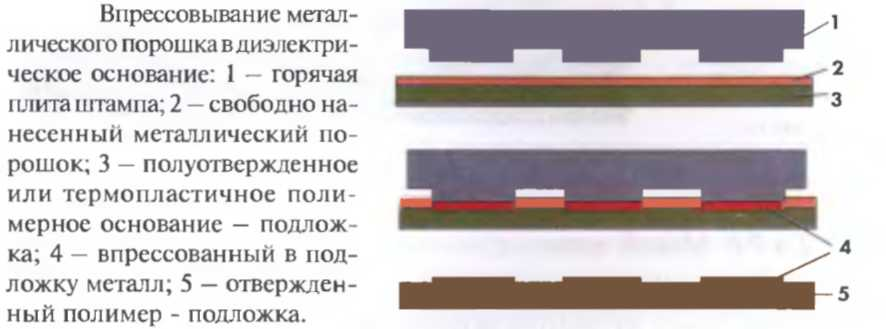 Впрессовывание метал-
лического порошка в диэлектри-
ческое основание: 1 – горячая
плита штампа; 2 – свободно на-
несенный металлический по-
рошок; 3 – полуотвержденное
или термопластичное поли-
мерное основание – подлож-
ка; 4 – впрессованный в под-
ложку металл; 5 – отвержден-
ный полимер - подложка.
1
2
3
4
5